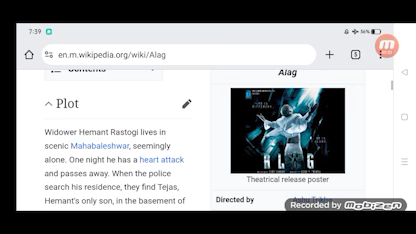 7:39
56%
en.m.wikipedia.org/wiki/Alag
5
Contents
Alag
Plot
Widower Hemant Rastogi lives in
scenic Mahabaleshwar, seemingly
alone. One night he has a heart attack
and passes away. When the police
search his residence, they find Tejas,
Hemant's only son, in the basement of
ALAG
Theatrical release poster
Directed by
Recorded by Mobizen